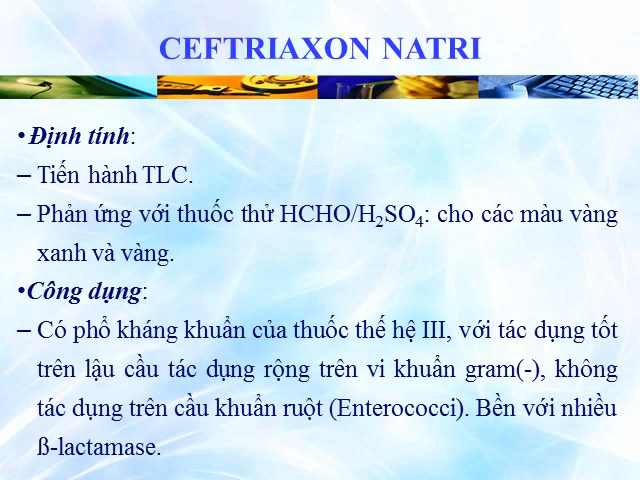 CEFTRIAXON NATRI
• Định tính:
– Tiến hành TLC.
– Phản ứng với thuốc thử HCHO/H₂SO₄: cho các màu vàng
xanh và vàng.
•Công dụng:
– Có phổ kháng khuẩn của thuốc thế hệ III, với tác dụng tốt
trên lậu cầu tác dụng rộng trên vi khuẩn gram(-), không
tác dụng trên cầu khuẩn ruột (Enterococci). Bền với nhiều
ß-lactamase.